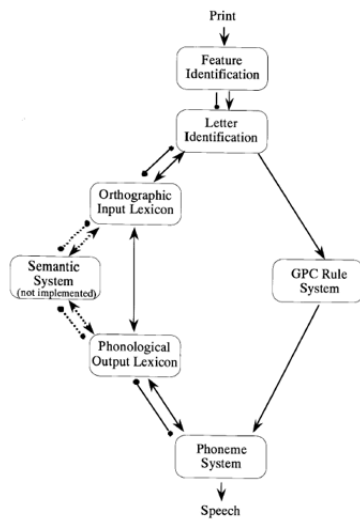 Print
Feature
Identification
Letter
Identification
Orthographic
Input Lexicon
Semantic
System
(not implemented)
GPC Rule
System
Phonological
Output Lexicon
Phoneme
System
Speech